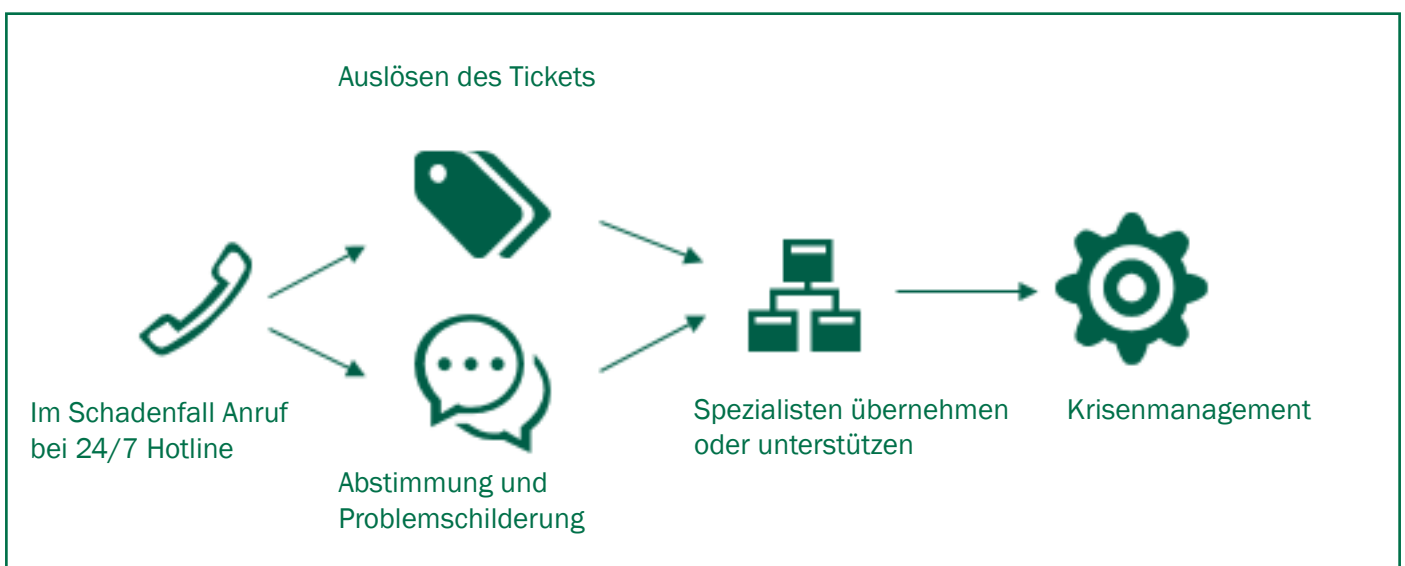 Auslösen des Tickets
Im Schadenfall Anruf
bei 24/7 Hotline
Abstimmung und
Problemschilderung
Spezialisten übernehmen
oder unterstützen
Krisenmanagement